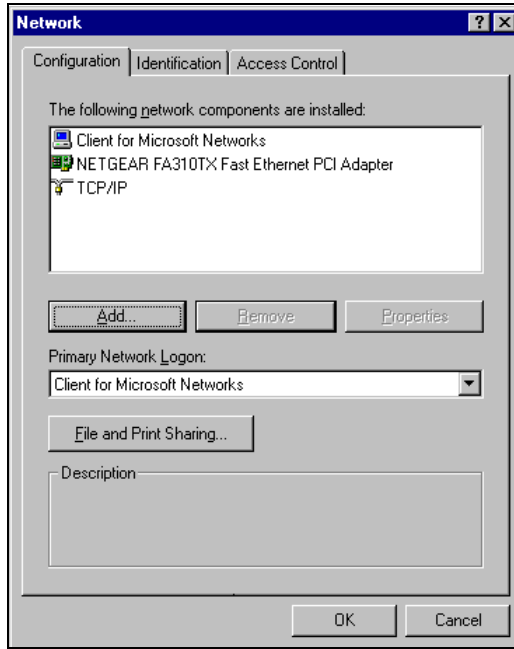 Network
Configuration Identification Access Control
The following network components are installed:
Client for Microsoft Networks
NETGEAR FA310TX Fast Ethernet PCI Adapter
TCP/IP
Add... Remove Properties
Primary Network Logon:
Client for Microsoft Networks
File and Print Sharing...
Description
OK Cancel